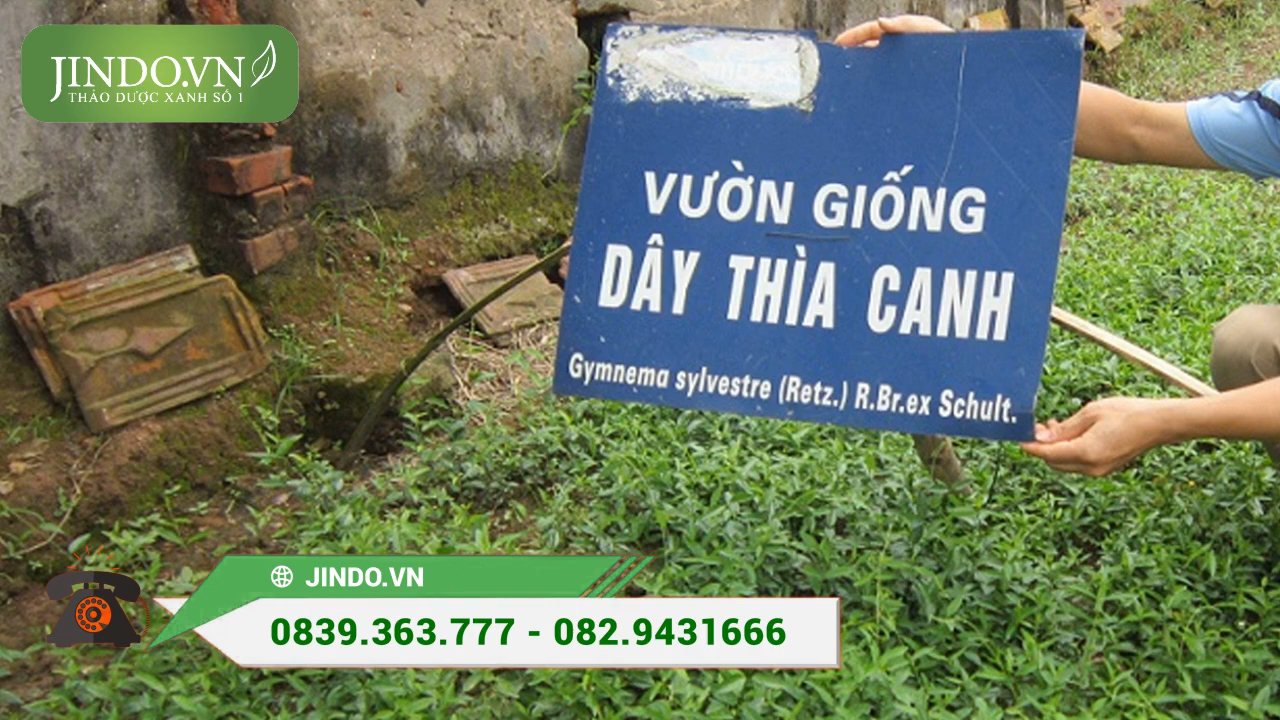 JINDO.VN
THẢO DƯỢC XANH SỐ 1
VƯỜN GIỐNG
DÂY THÌA CANH
Gymnema sylvestre (Retz.) R.Br.ex Schult.
JINDO.VN
0839.363.777 - 082.9431666